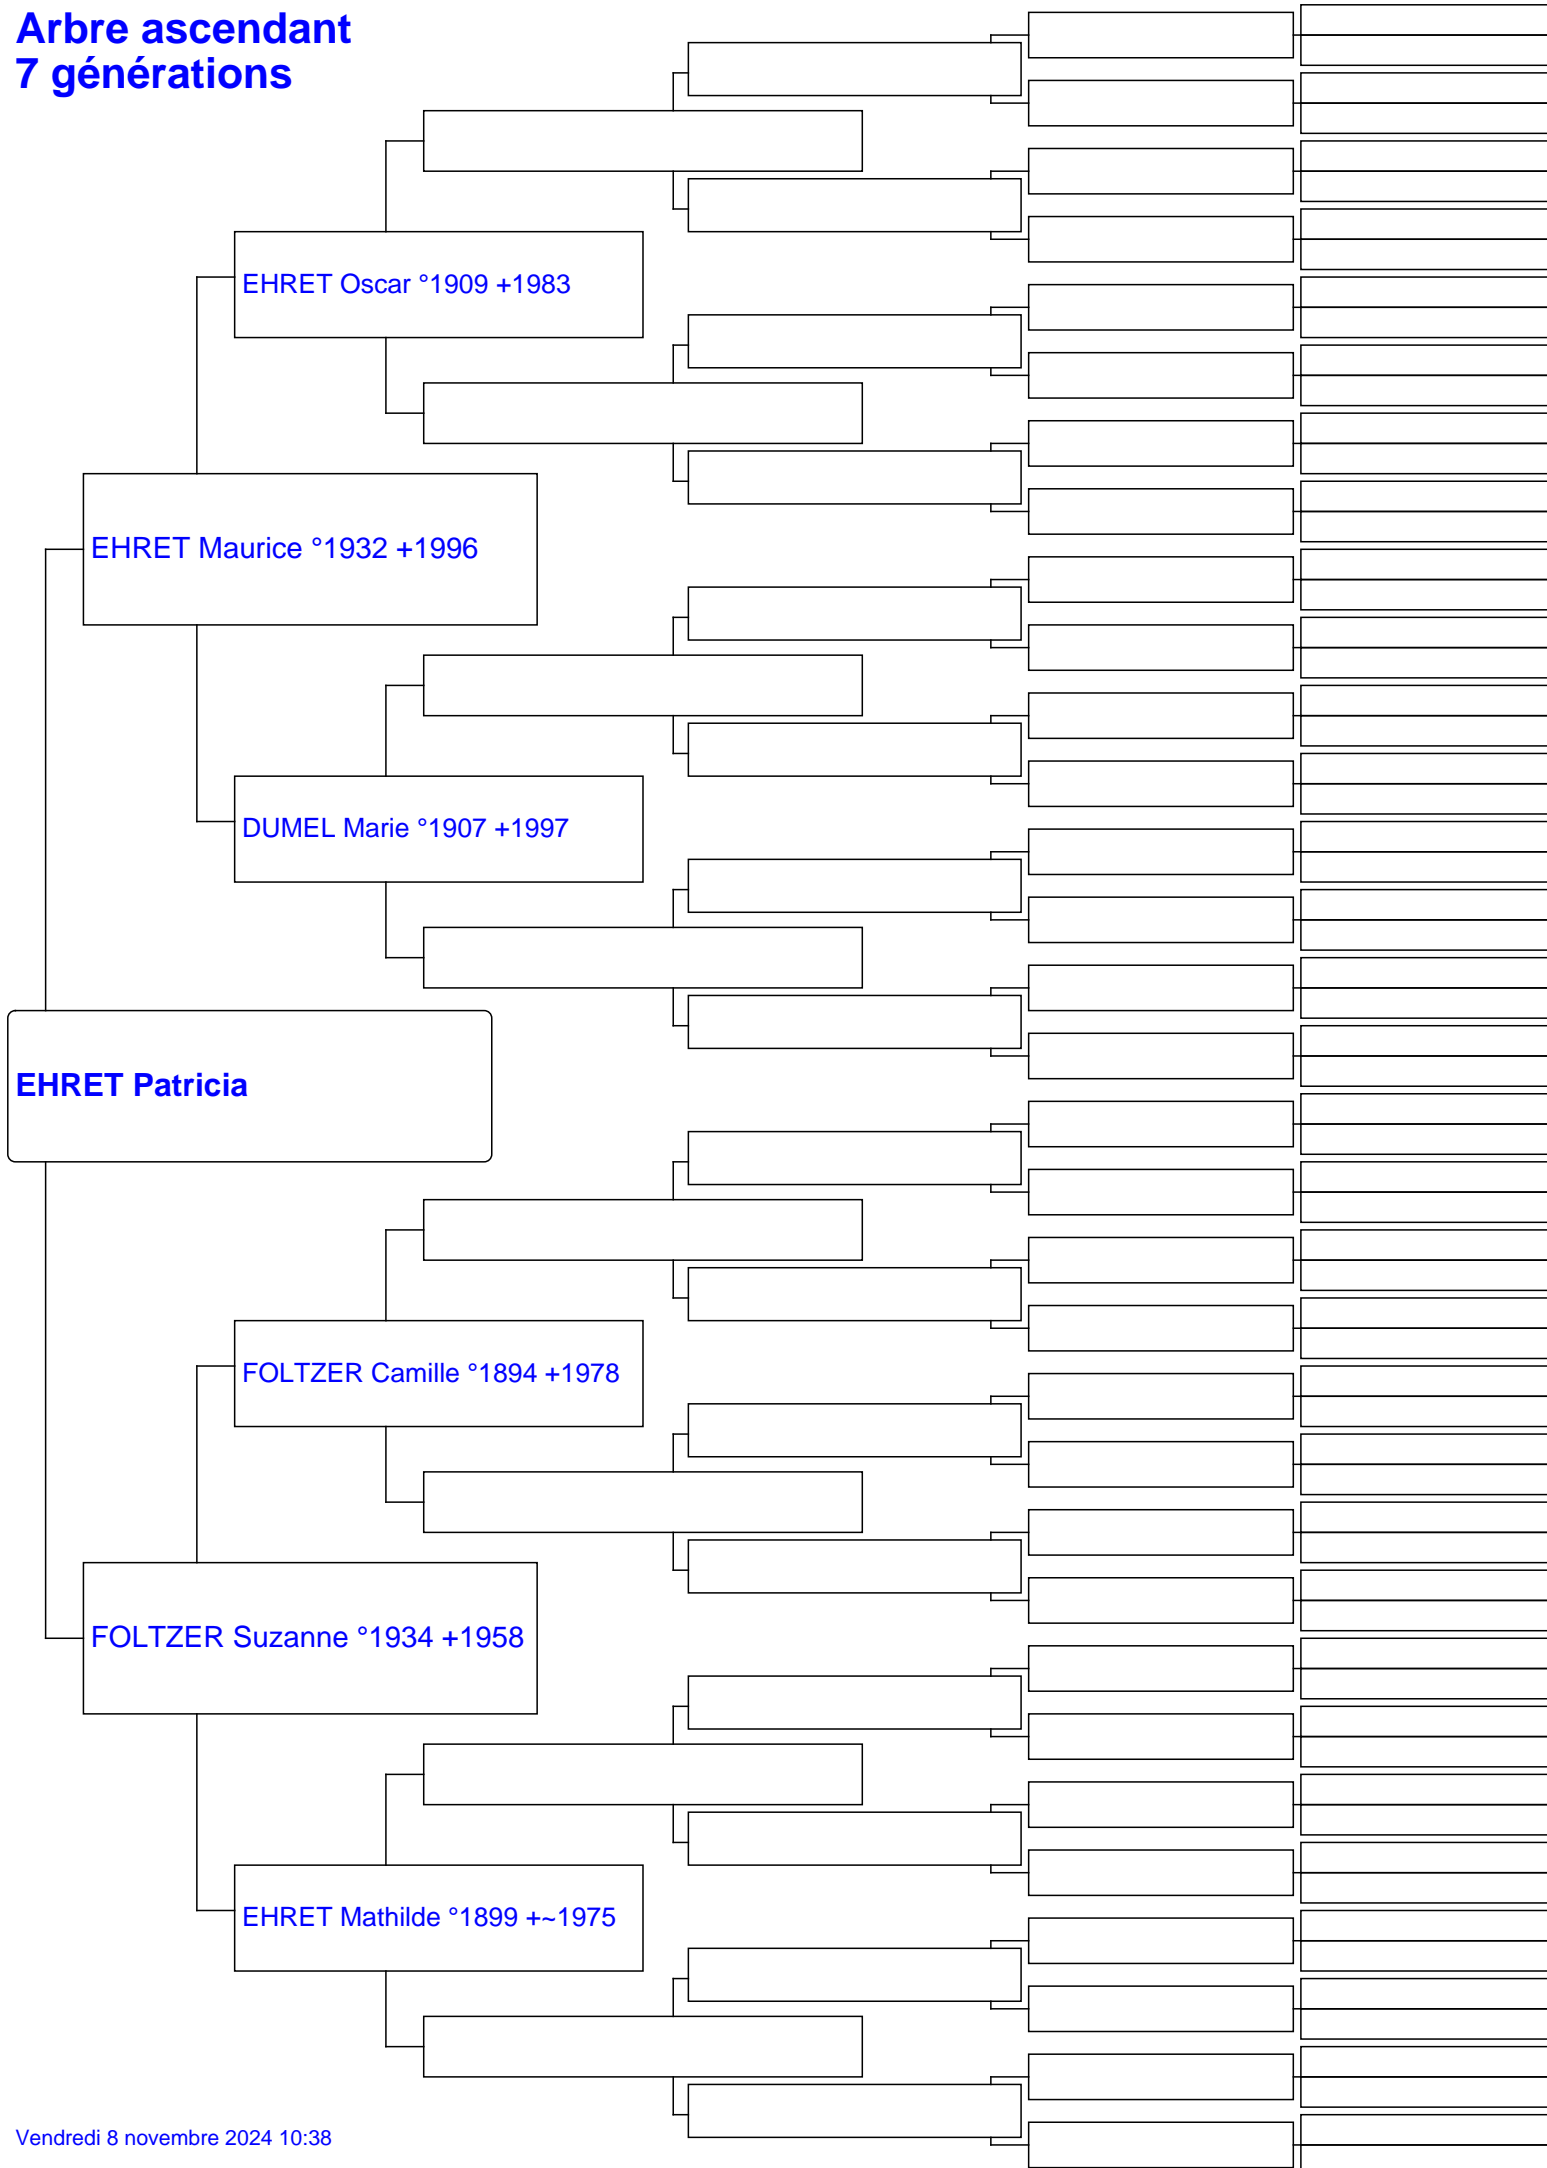 Arbre ascendant
7 générations
EHRET Oscar °1909 +1983
EHRET Maurice °1932 +1996
DUMEL Marie °1907 +1997
EHRET Patricia
FOLTZER Camille °1894 +1978
FOLTZER Suzanne °1934 +1958
EHRET Mathilde °1899 +~1975
Vendredi 8 novembre 2024 10:38